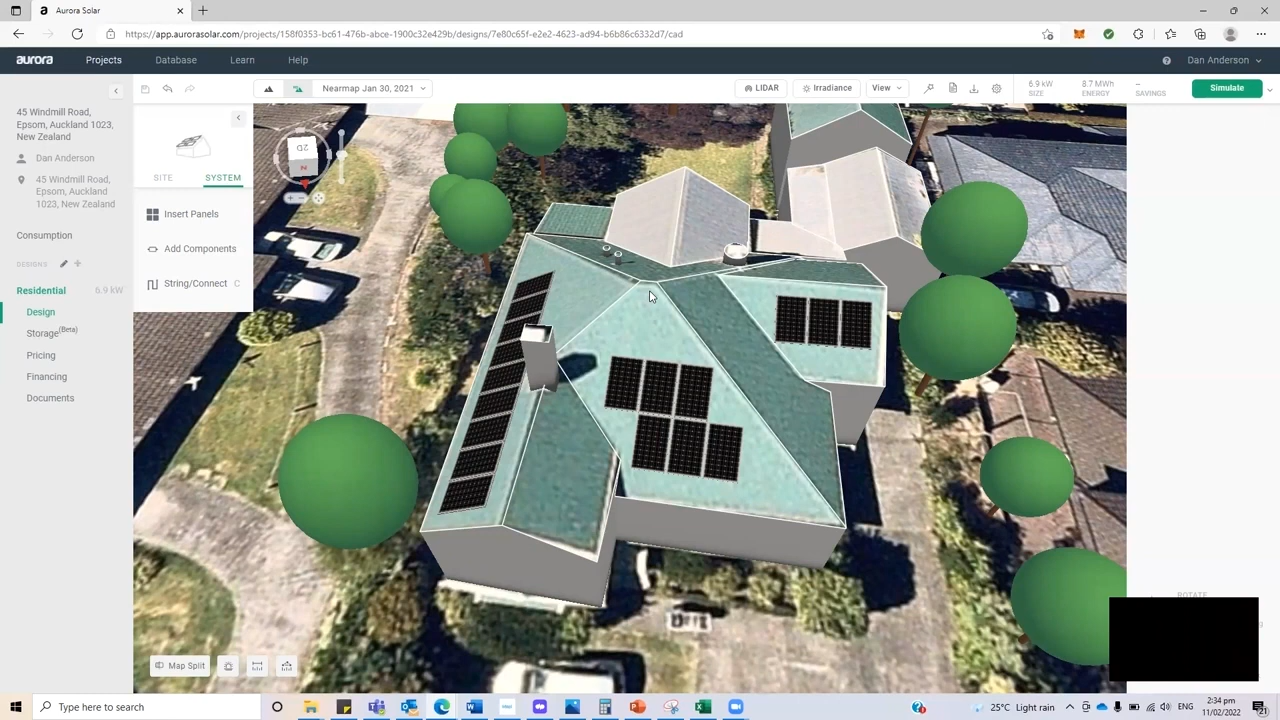 Aurora Solar
https://app.aurorasolar.com/projects/158f0353-bc61-476b-abce-1900c32e429b/designs/7e80c65f-e2e2-4623-ad94-b6b86c6332d7/cad
aurora
Projects
Database
Learn
Help
Dan Anderson
Nearmap Jan 30, 2021
LIDAR
Irradiance
View
6.9 kW
SIZE
8.7 MWh
ENERGY
–
SAVINGS
Simulate
45 Windmill Road,
Epsom, Auckland 1023,
New Zealand
Dan Anderson
45 Windmill Road,
Epsom, Auckland
1023, New Zealand
Consumption
DESIGNS
Residential 6.9 kW
Design
Storage(Beta)
Pricing
Financing
Documents
SITE
SYSTEM
Insert Panels
Add Components
String/Connect C
2D
N
Map Split
ROTATE
Type here to search
25°C Light rain
ENG
2:34 pm
11/02/2022